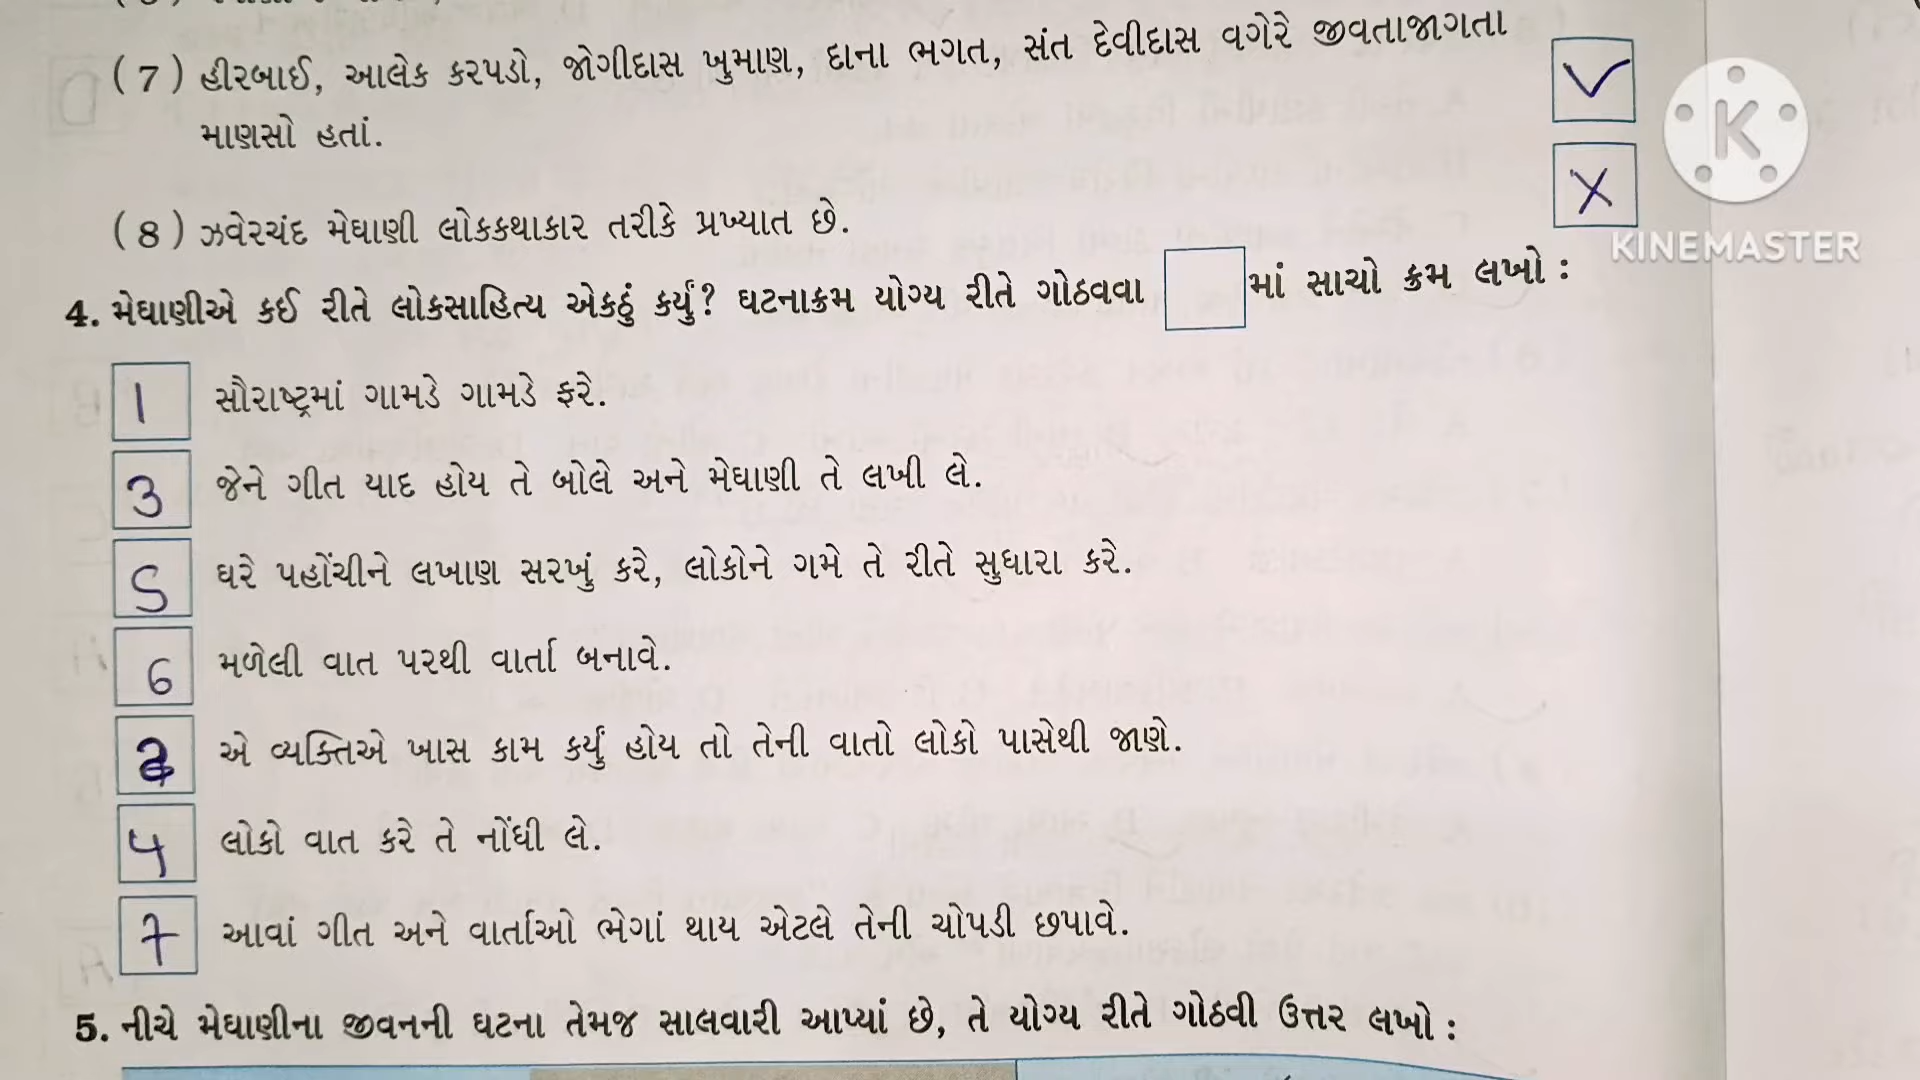 (7) હીરબાઈ, આલેક કરપડો, જોગીદાસ ખુમાણ, દાના ભગત, સંત દેવીદાસ વગેરે જીવતાજાગતા
માણસો હતાં. ✓
(8) ઝવેરચંદ મેઘાણી લોકકથાકાર તરીકે પ્રખ્યાત છે. X
K
KINEMASTER
4. મેઘાણીએ કઈ રીતે લોકસાહિત્ય એકઠું કર્યું? ઘટનાક્રમ યોગ્ય રીતે ગોઠવવા માં સાચો ક્રમ લખો :
1 સૌરાષ્ટ્રમાં ગામડે ગામડે ફરે.
3 જેને ગીત યાદ હોય તે બોલે અને મેઘાણી તે લખી લે.
5 ઘરે પહોંચીને લખાણ સરખું કરે, લોકોને ગમે તે રીતે સુધારા કરે.
6 મળેલી વાત પરથી વાર્તા બનાવે.
2 એ વ્યક્તિએ ખાસ કામ કર્યું હોય તો તેની વાતો લોકો પાસેથી જાણે.
4 લોકો વાત કરે તે નોંધી લે.
7 આવાં ગીત અને વાર્તાઓ ભેગાં થાય એટલે તેની ચોપડી છપાવે.
5. નીચે મેઘાણીના જીવનની ઘટના તેમજ સાલવારી આપ્યાં છે, તે યોગ્ય રીતે ગોઠવી ઉત્તર લખો :